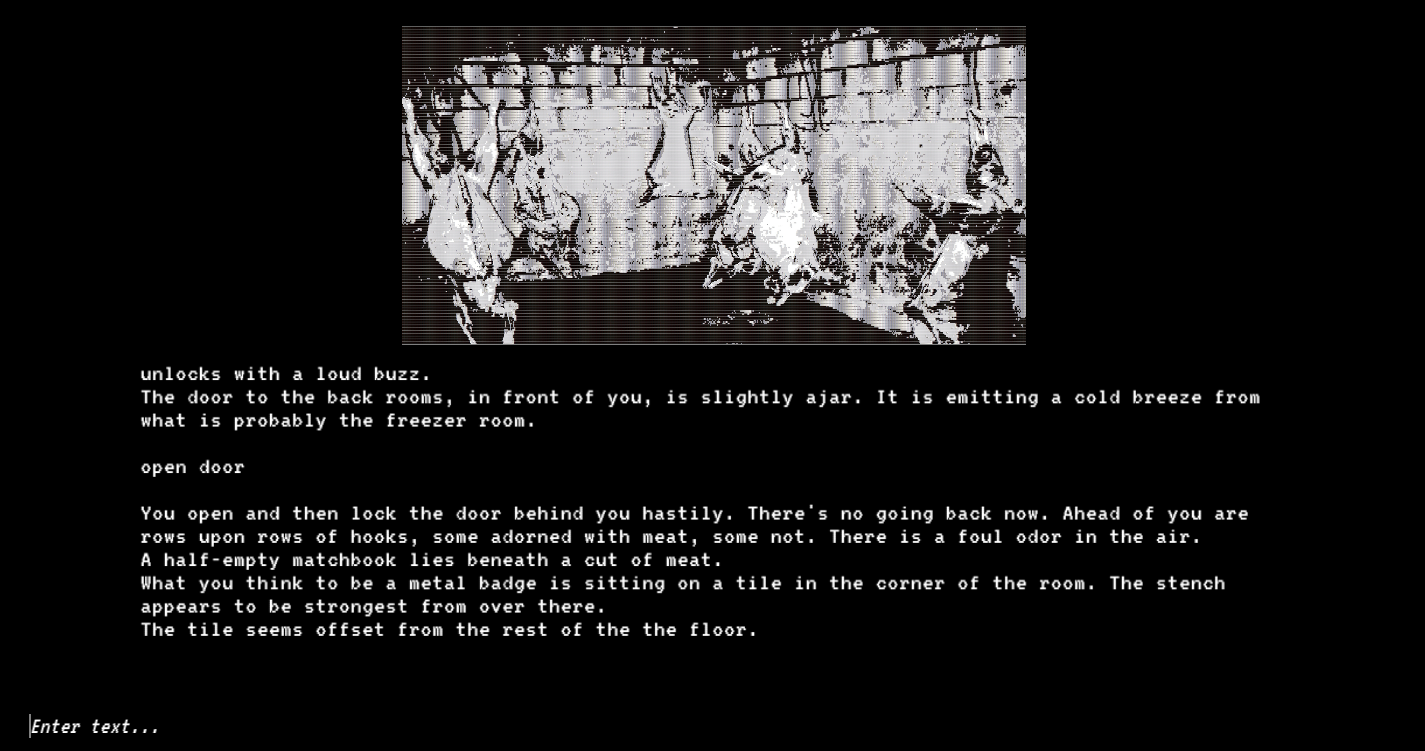 unlocks with a loud buzz.
The door to the back rooms, in front of you, is slightly ajar. It is emitting a cold breeze from
what is probably the freezer room.
open door
You open and then lock the door behind you hastily. There's no going back now. Ahead of you are
rows upon rows of hooks, some adorned with meat, some not. There is a foul odor in the air.
A half-empty matchbook lies beneath a cut of meat.
What you think to be a metal badge is sitting on a tile in the corner of the room. The stench
appears to be strongest from over there.
The tile seems offset from the rest of the the floor.
Enter text...